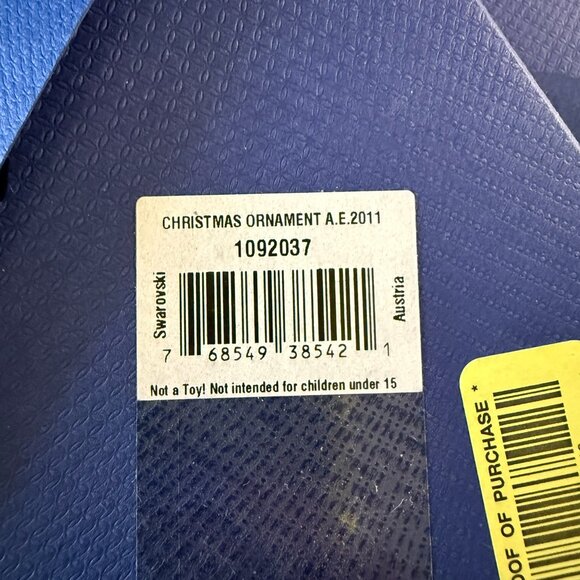 CHRISTMAS ORNAMENT A.E.2011
1092037
Swarovski
Austria
7 68549 38542 1
Not a Toy! Not intended for children under 15
OF PURCHASE *